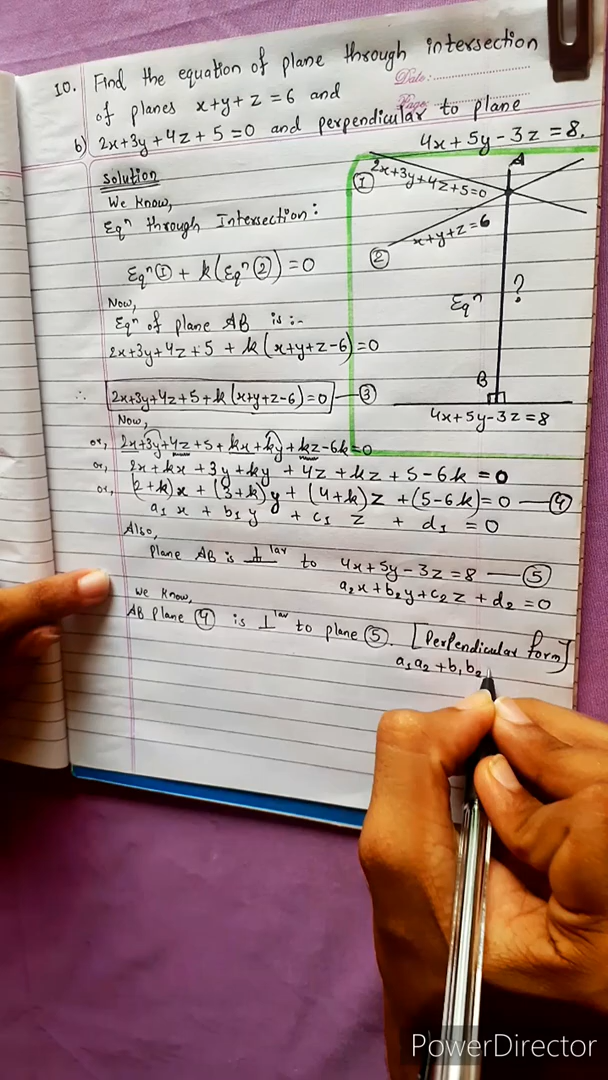 10. Find the equation of plane through intersection
Date:
of planes x+y+z=6 and
Page:
b) 2x+3y+4z+5=0 and perpendicular to plane
4x+5y-3z=8.
Solution
We know,
Eqⁿ through Intersection:
Eqⁿ① + k(Eqⁿ②)=0
Now,
Eqⁿ of plane AB is:-
2x+3y+4z+5 + k(x+y+z-6)=0
∴ 2x+3y+4z+5+k(x+y+z-6)=0 —③
Now,
or, 2x+3y+4z+5+kx+ky+kz-6k=0
or, 2x+kx+3y+ky+4z+kz+5-6k=0
or, (2+k)x+(3+k)y+(4+k)z+(5-6k)=0 —④
a₁x+b₁y+c₁z+d₁=0
Also,
Plane AB is ⊥lar to 4x+5y-3z=8 —⑤
a₂x+b₂y+c₂z+d₂=0
We know,
AB Plane ④ is ⊥lar to plane ⑤. [Perpendicular form]
a₁a₂+b₁b₂
A
① 2x+3y+4z+5=0
② x+y+z=6
Eqⁿ ?
B
4x+5y-3z=8
PowerDirector